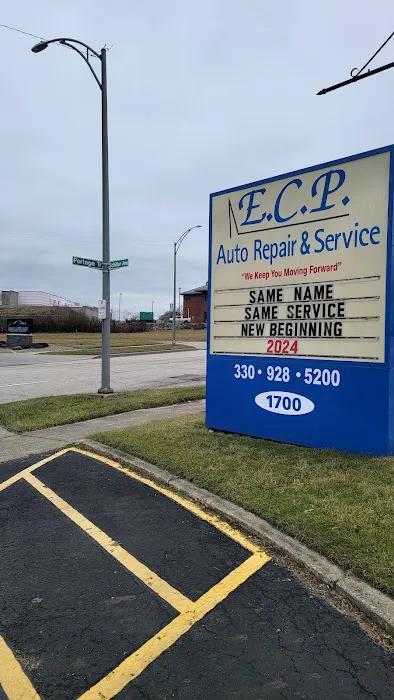 E.C.P.
Auto Repair & Service
"We Keep You Moving Forward"
SAME NAME
SAME SERVICE
NEW BEGINNING
2024
330 • 928 • 5200
1700
Portage Tr